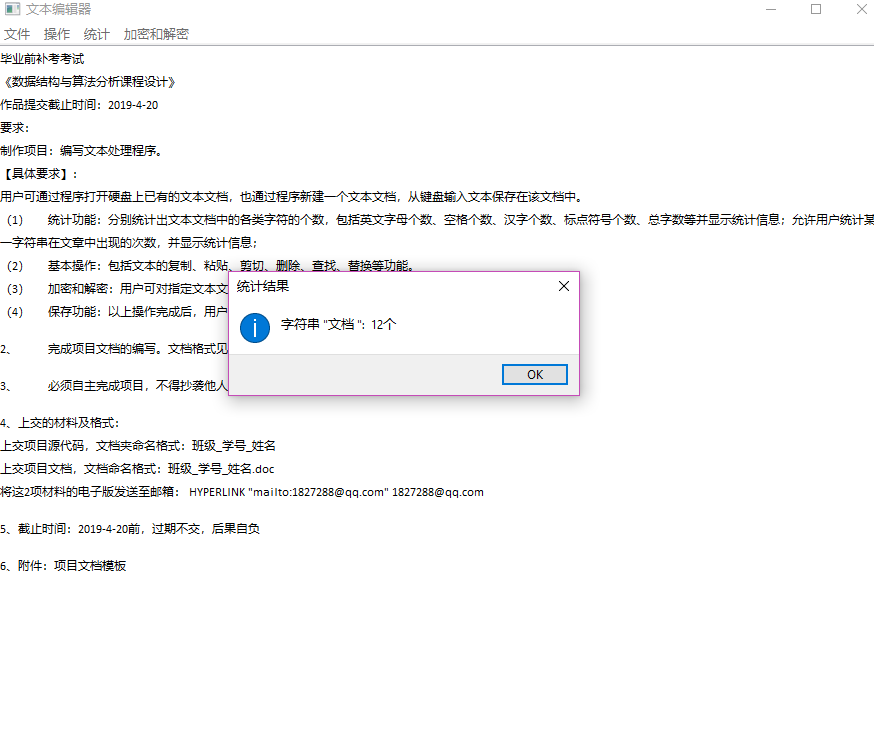 文本编辑器
文件 操作 统计 加密和解密
毕业前补考考试
《数据结构与算法分析课程设计》
作品提交截止时间：2019-4-20
要求：
制作项目：编写文本处理程序。
【具体要求】：
用户可通过程序打开硬盘上已有的文本文档，也通过程序新建一个文本文档，从键盘输入文本保存在该文档中。
（1） 统计功能：分别统计出文本文档中的各类字符的个数，包括英文字母个数、空格个数、汉字个数、标点符号个数、总字数等并显示统计信息；允许用户统计某
一字符串在文章中出现的次数，并显示统计信息；
（2） 基本操作：包括文本的复制、粘贴、剪切、删除、查找、替换等功能。
（3） 加密和解密：用户可对指定文本文
（4） 保存功能：以上操作完成后，用户
2、 完成项目文档的编写。文档格式见
3、 必须自主完成项目，不得抄袭他人
4、上交的材料及格式：
上交项目源代码，文档夹命名格式：班级_学号_姓名
上交项目文档，文档命名格式：班级_学号_姓名.doc
将这2项材料的电子版发送至邮箱： HYPERLINK "mailto:1827288@qq.com" 1827288@qq.com
5、截止时间：2019-4-20前，过期不交，后果自负
6、附件：项目文档模板
统计结果
字符串 "文档 "：12个
OK